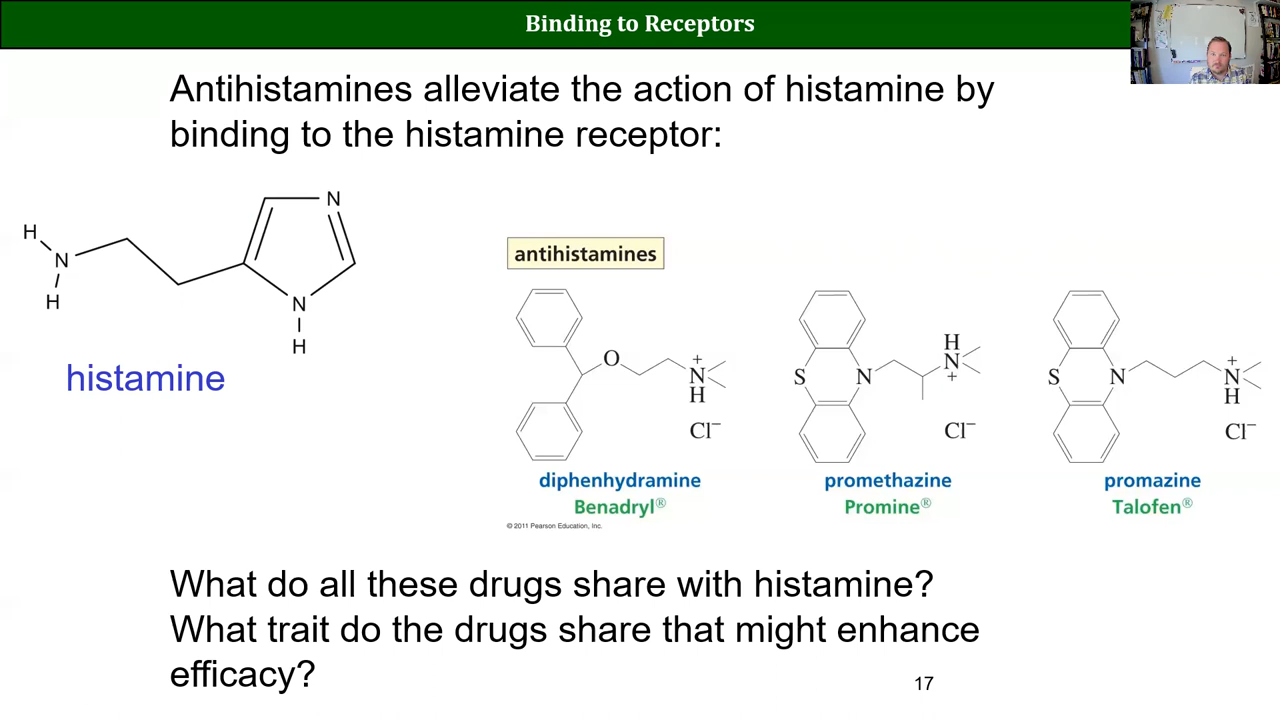 Binding to Receptors
Antihistamines alleviate the action of histamine by
binding to the histamine receptor:
H
N
H
N
N
H
histamine
antihistamines
O
+
N
H
Cl⁻
diphenhydramine
Benadryl®
S
N
H
N
+
Cl⁻
promethazine
Promine®
S
N
+
N
H
Cl⁻
promazine
Talofen®
© 2011 Pearson Education, Inc.
What do all these drugs share with histamine?
What trait do the drugs share that might enhance
efficacy?
17